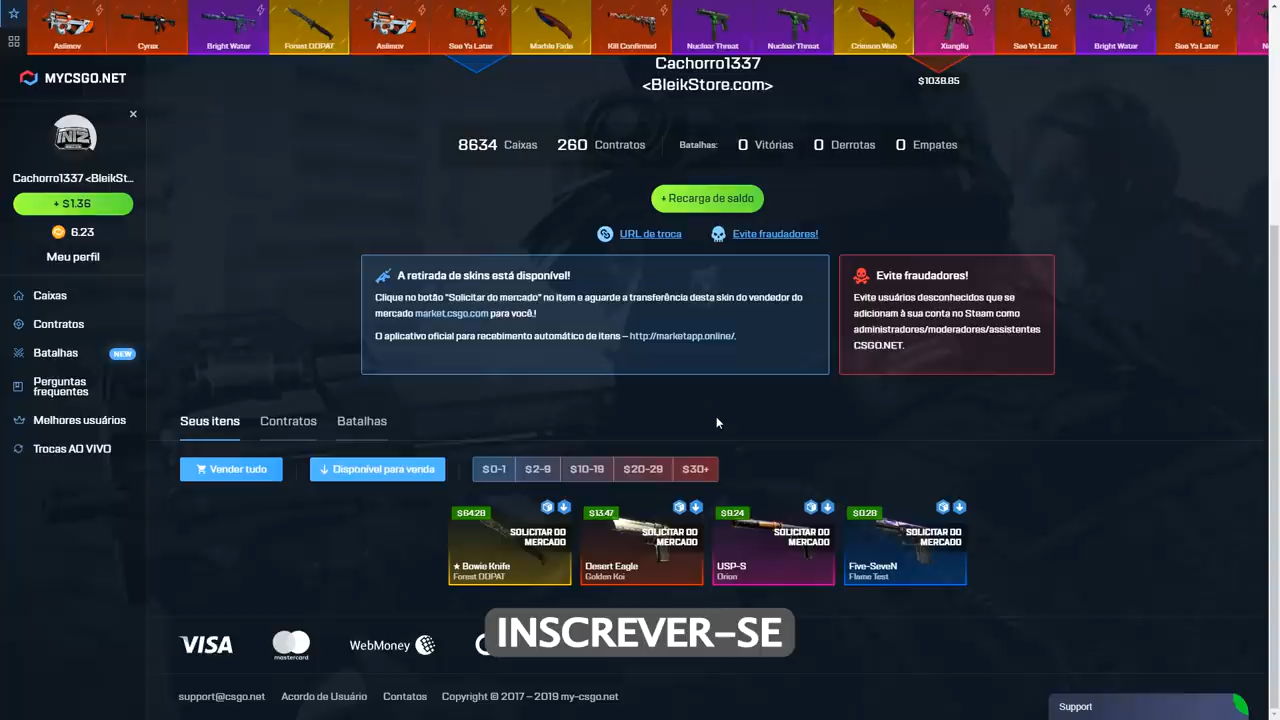 Asiimov
Cyrex
Bright Water
Forest DDPAT
Asiimov
See Ya Later
Marble Fade
Kill Confirmed
Nuclear Threat
Nuclear Threat
Crimson Web
Xiangliu
See Ya Later
Bright Water
See Ya Later
MYCSGO.NET
Cachorro1337
<BleikStore.com>
$1038.85
8634 Caixas
260 Contratos
Batalhas:
0 Vitórias
0 Derrotas
0 Empates
+ Recarga de saldo
URL de troca
Evite fraudadores!
Cachorro1337 <BleikSt...
+ $1.36
6.23
Meu perfil
Caixas
Contratos
Batalhas NEW
Perguntas
frequentes
Melhores usuários
Trocas AO VIVO
A retirada de skins está disponível!
Clique no botão "Solicitar do mercado" no item e aguarde a transferência desta skin do vendedor do
mercado market.csgo.com para você.!
O aplicativo oficial para recebimento automático de itens – http://marketapp.online/.
Evite fraudadores!
Evite usuários desconhecidos que se
adicionam à sua conta no Steam como
administradores/moderadores/assistentes
CSGO.NET.
Seus itens
Contratos
Batalhas
Vender tudo
Disponível para venda
$0-1
$2-9
$10-19
$20-29
$30+
$64.28
SOLICITAR DO
MERCADO
★ Bowie Knife
Forest DDPAT
$13.47
SOLICITAR DO
MERCADO
Desert Eagle
Golden Koi
$9.24
SOLICITAR DO
MERCADO
USP-S
Orion
$0.28
SOLICITAR DO
MERCADO
Five-SeveN
Flame Test
INSCREVER-SE
VISA
mastercard
WebMoney
support@csgo.net
Acordo de Usuário
Contatos
Copyright © 2017 – 2019 my-csgo.net
Support